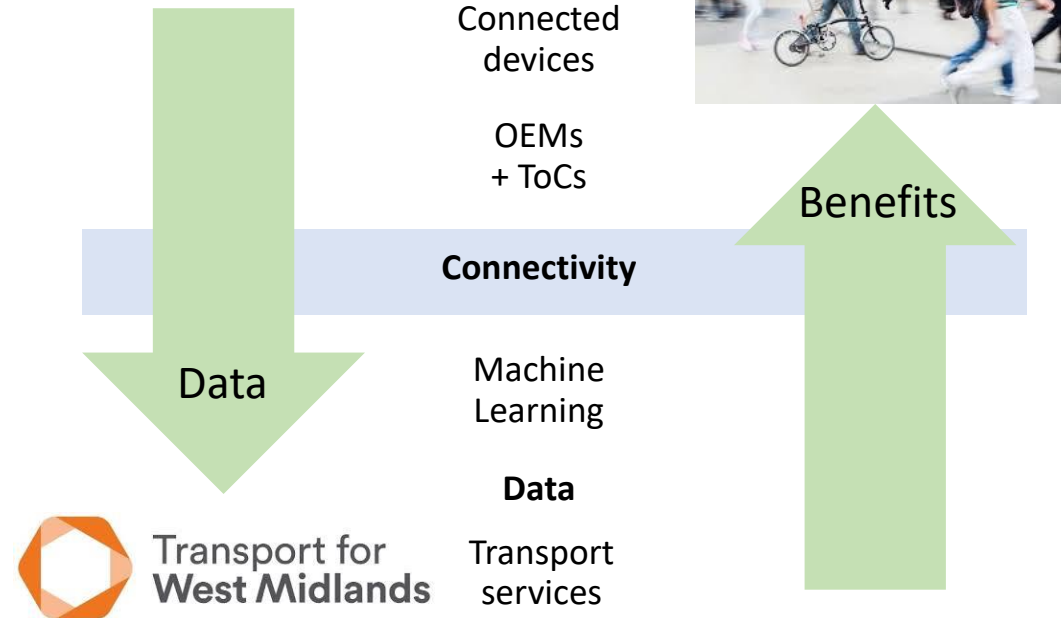 Connected
devices
OEMs
+ ToCs
Benefits
Connectivity
Data
Machine
Learning
Data
Transport for
West Midlands
Transport
services